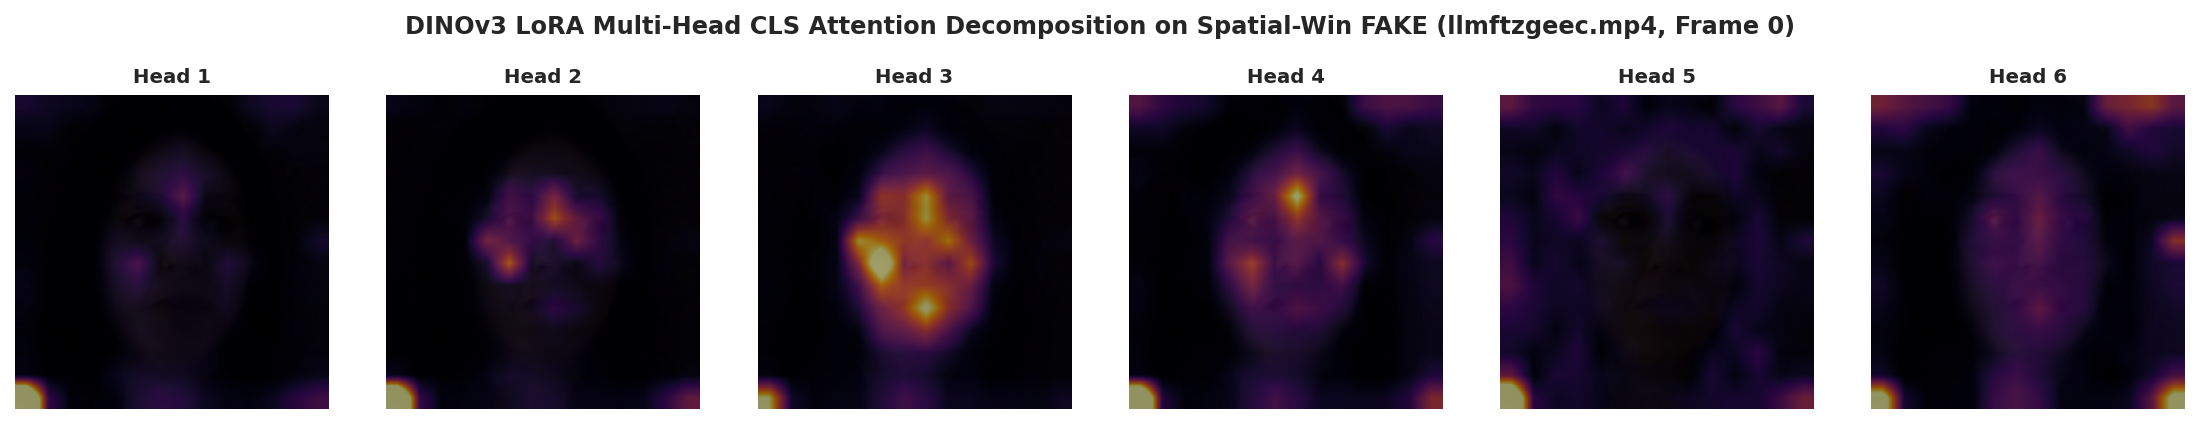 DINOv3 LoRA Multi-Head CLS Attention Decomposition on Spatial-Win FAKE (llmftzgeec.mp4, Frame 0)
Head 1
Head 2
Head 3
Head 4
Head 5
Head 6